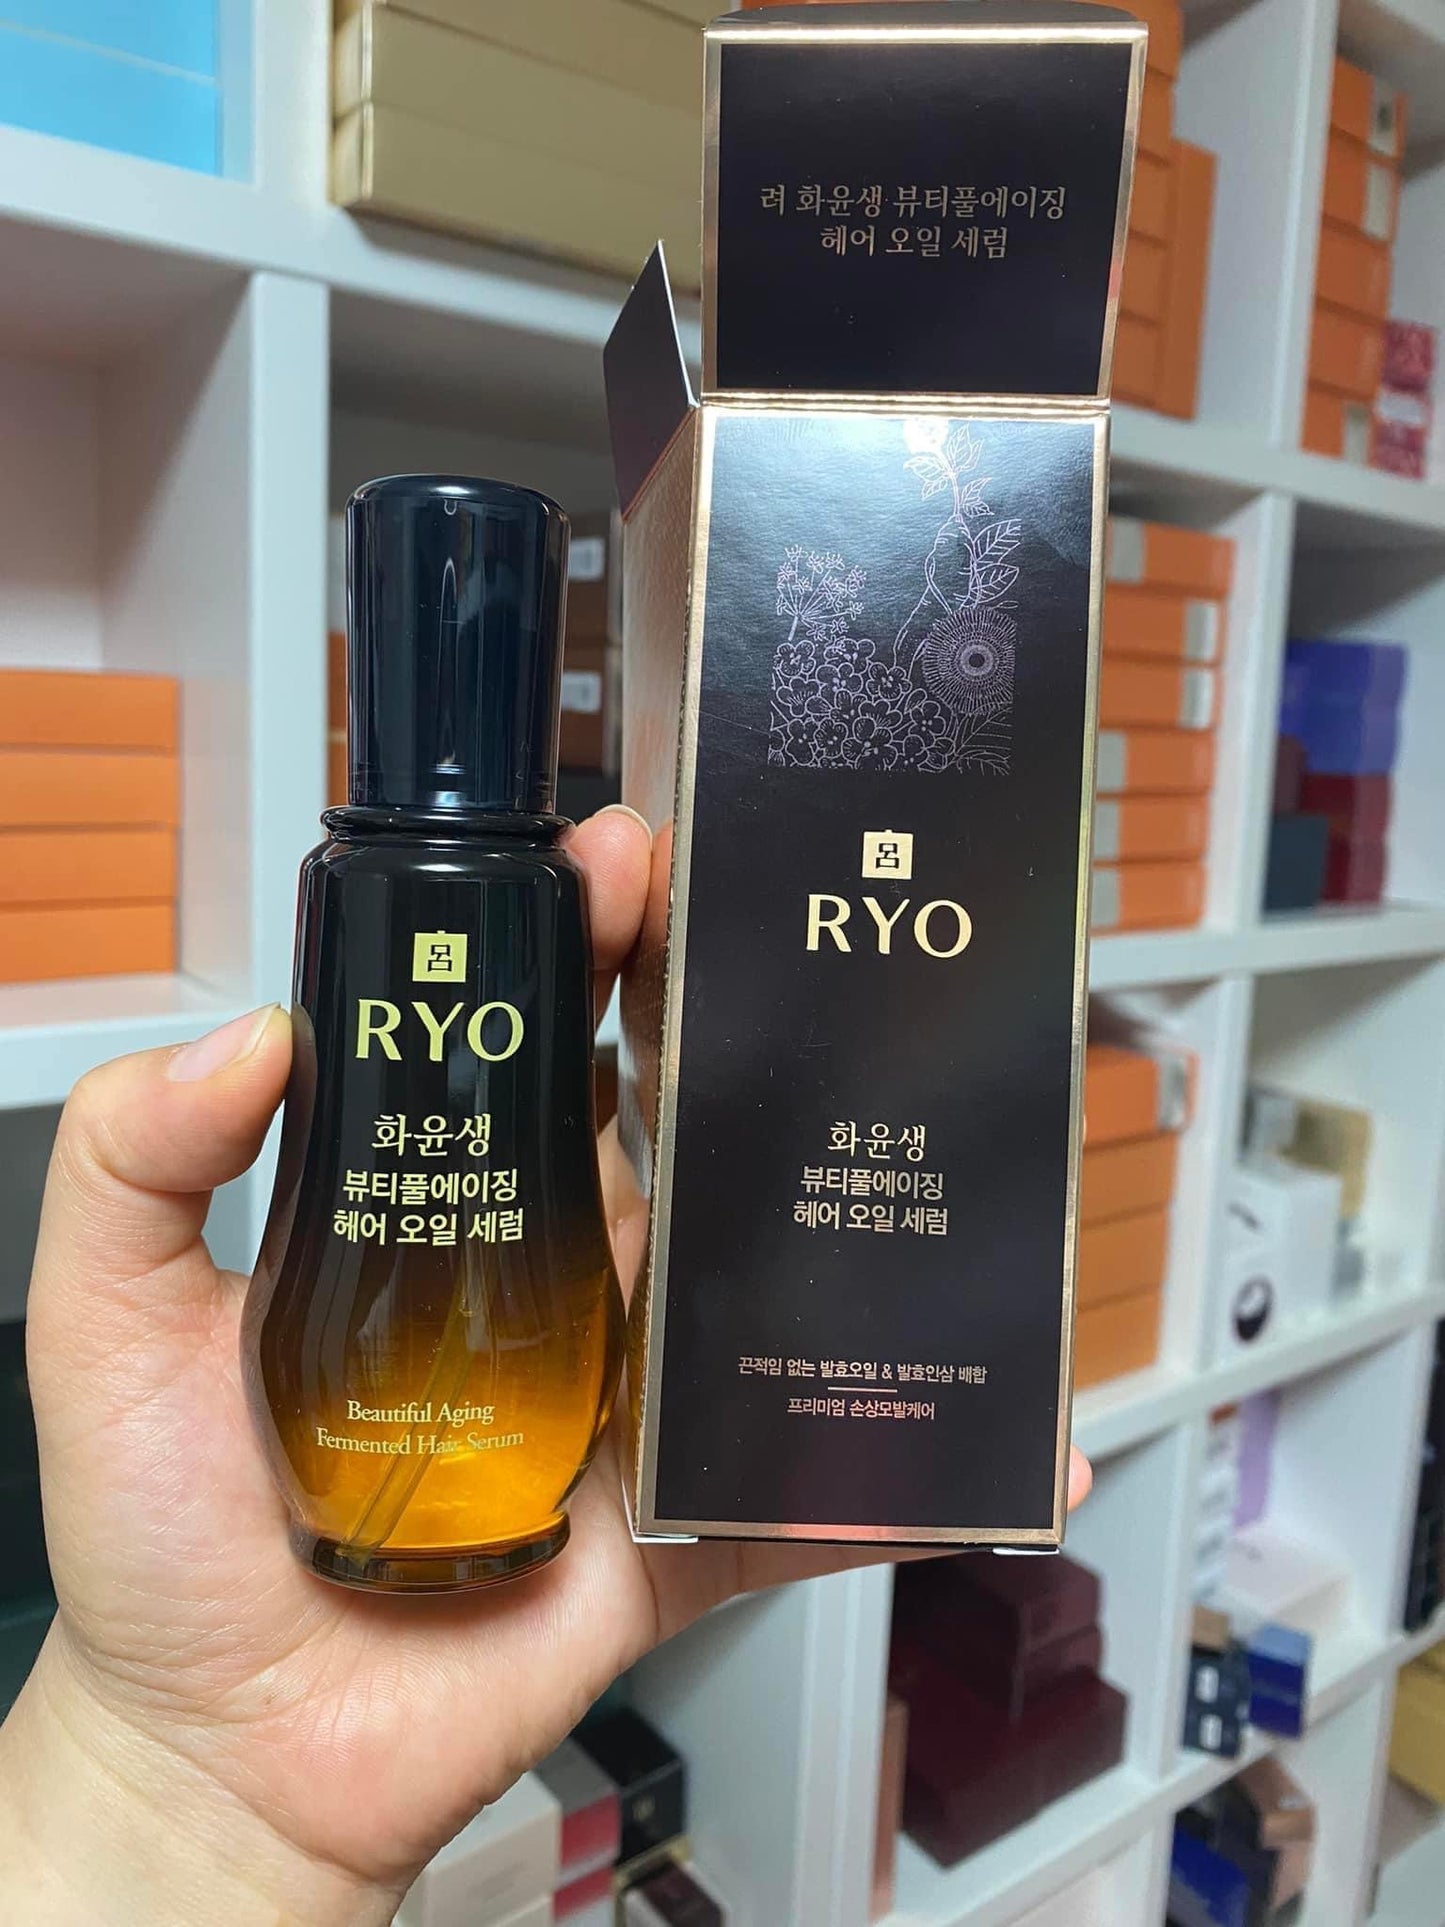 려 화윤생 뷰티풀에이징
헤어 오일 세럼
呂
RYO
화윤생
뷰티풀에이징
헤어 오일 세럼
끈적임 없는 발효오일 & 발효인삼 배합
프리미엄 손상모발케어
呂
RYO
화윤생
뷰티풀에이징
헤어 오일 세럼
Beautiful Aging
Fermented Hair Serum